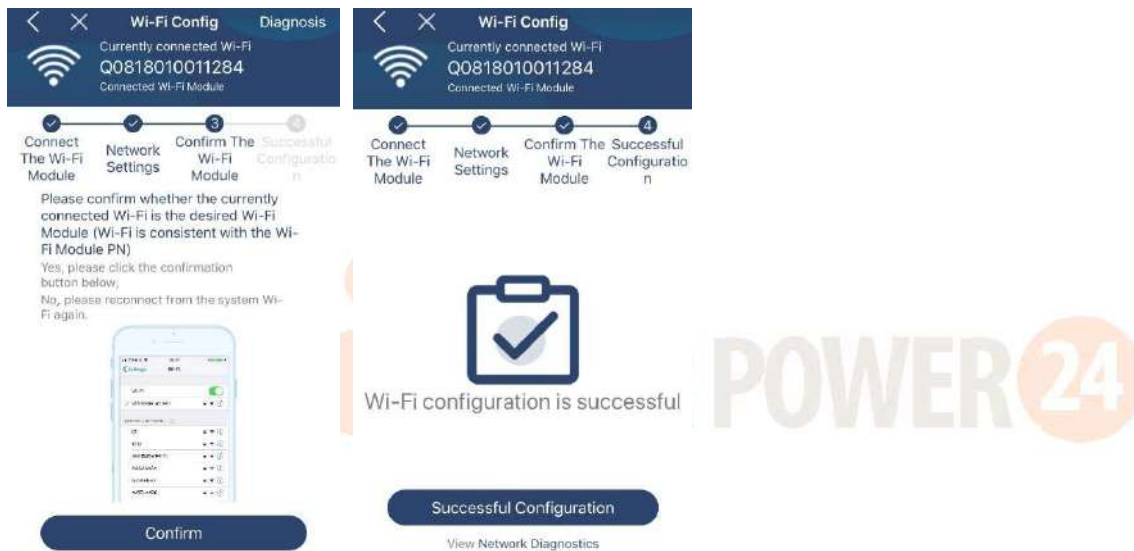 Wi-Fi Config
Diagnosis
Currently connected Wi-Fi
Q0818010011284
Connected Wi-Fi Module
Connect
The Wi-Fi
Module
Network
Settings
3
Confirm The
Wi-Fi
Module
4
Successful
Configuratio
n
Please confirm whether the currently
connected Wi-Fi is the desired Wi-Fi
Module (Wi-Fi is consistent with the Wi-
Fi Module PN)
Yes, please click the confirmation
button below;
No, please reconnect from the system Wi-
Fi again.
Confirm
Wi-Fi Config
Currently connected Wi-Fi
Q0818010011284
Connected Wi-Fi Module
Connect
The Wi-Fi
Module
Network
Settings
Confirm The
Wi-Fi
Module
4
Successful
Configuratio
n
Wi-Fi configuration is successful
Successful Configuration
View Network Diagnostics
POWER 24